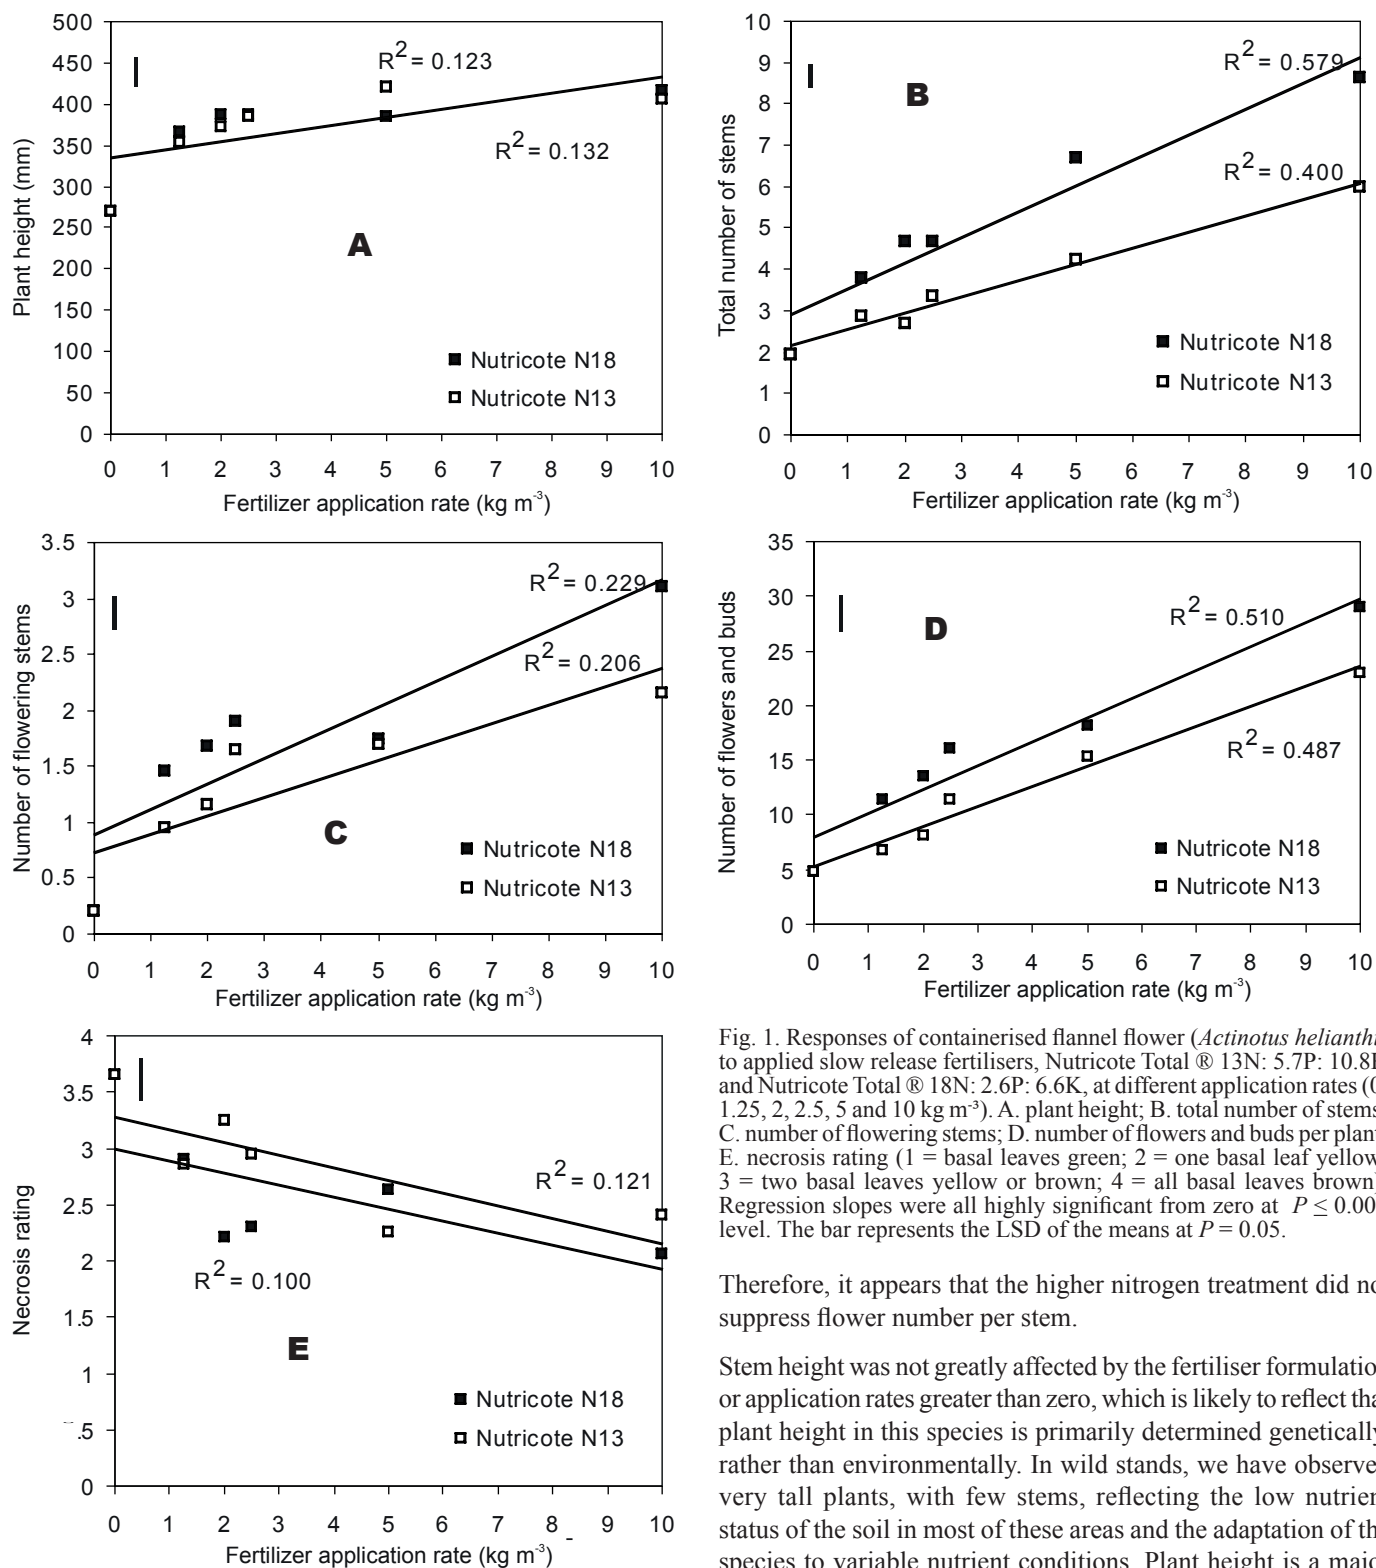 500
450
400
350
300
250
200
150
100
50
0
Plant height (mm)
R2 = 0.123
R2 = 0.132
A
Nutricote N18
Nutricote N13
0 1 2 3 4 5 6 7 8 9 10
Fertilizer application rate (kg m-3)
10
9
8
7
6
5
4
3
2
1
0
Total number of stems
R2 = 0.579
B
R2 = 0.400
Nutricote N18
Nutricote N13
0 1 2 3 4 5 6 7 8 9 10
Fertilizer application rate (kg m-3)
3.5
3
2.5
2
1.5
1
0.5
0
Number of flowering stems
R2 = 0.229
R2 = 0.206
C
Nutricote N18
Nutricote N13
0 1 2 3 4 5 6 7 8 9 10
Fertilizer application rate (kg m-3)
35
30
25
20
15
10
5
0
Number of flowers and buds
R2 = 0.510
D
R2 = 0.487
Nutricote N18
Nutricote N13
0 1 2 3 4 5 6 7 8 9 10
Fertilizer application rate (kg m-3)
4
3.5
3
2.5
2
1.5
1
.5
0
Necrosis rating
R2 = 0.121
R2 = 0.100
E
Nutricote N18
Nutricote N13
0 1 2 3 4 5 6 7 8 9 10
Fertilizer application rate (kg m-3)
Fig. 1. Responses of containerised flannel flower (Actinotus helianthi
to applied slow release fertilisers, Nutricote Total ® 13N: 5.7P: 10.8
and Nutricote Total ® 18N: 2.6P: 6.6K, at different application rates (0
1.25, 2, 2.5, 5 and 10 kg m-3). A. plant height; B. total number of stems
C. number of flowering stems; D. number of flowers and buds per plant
E. necrosis rating (1 = basal leaves green; 2 = one basal leaf yellow
3 = two basal leaves yellow or brown; 4 = all basal leaves brown
Regression slopes were all highly significant from zero at P ≤ 0.00
level. The bar represents the LSD of the means at P = 0.05.
Therefore, it appears that the higher nitrogen treatment did no
suppress flower number per stem.
Stem height was not greatly affected by the fertiliser formulatio
or application rates greater than zero, which is likely to reflect tha
plant height in this species is primarily determined genetically
rather than environmentally. In wild stands, we have observe
very tall plants, with few stems, reflecting the low nutrien
status of the soil in most of these areas and the adaptation of th
species to variable nutrient conditions. Plant height is a majo